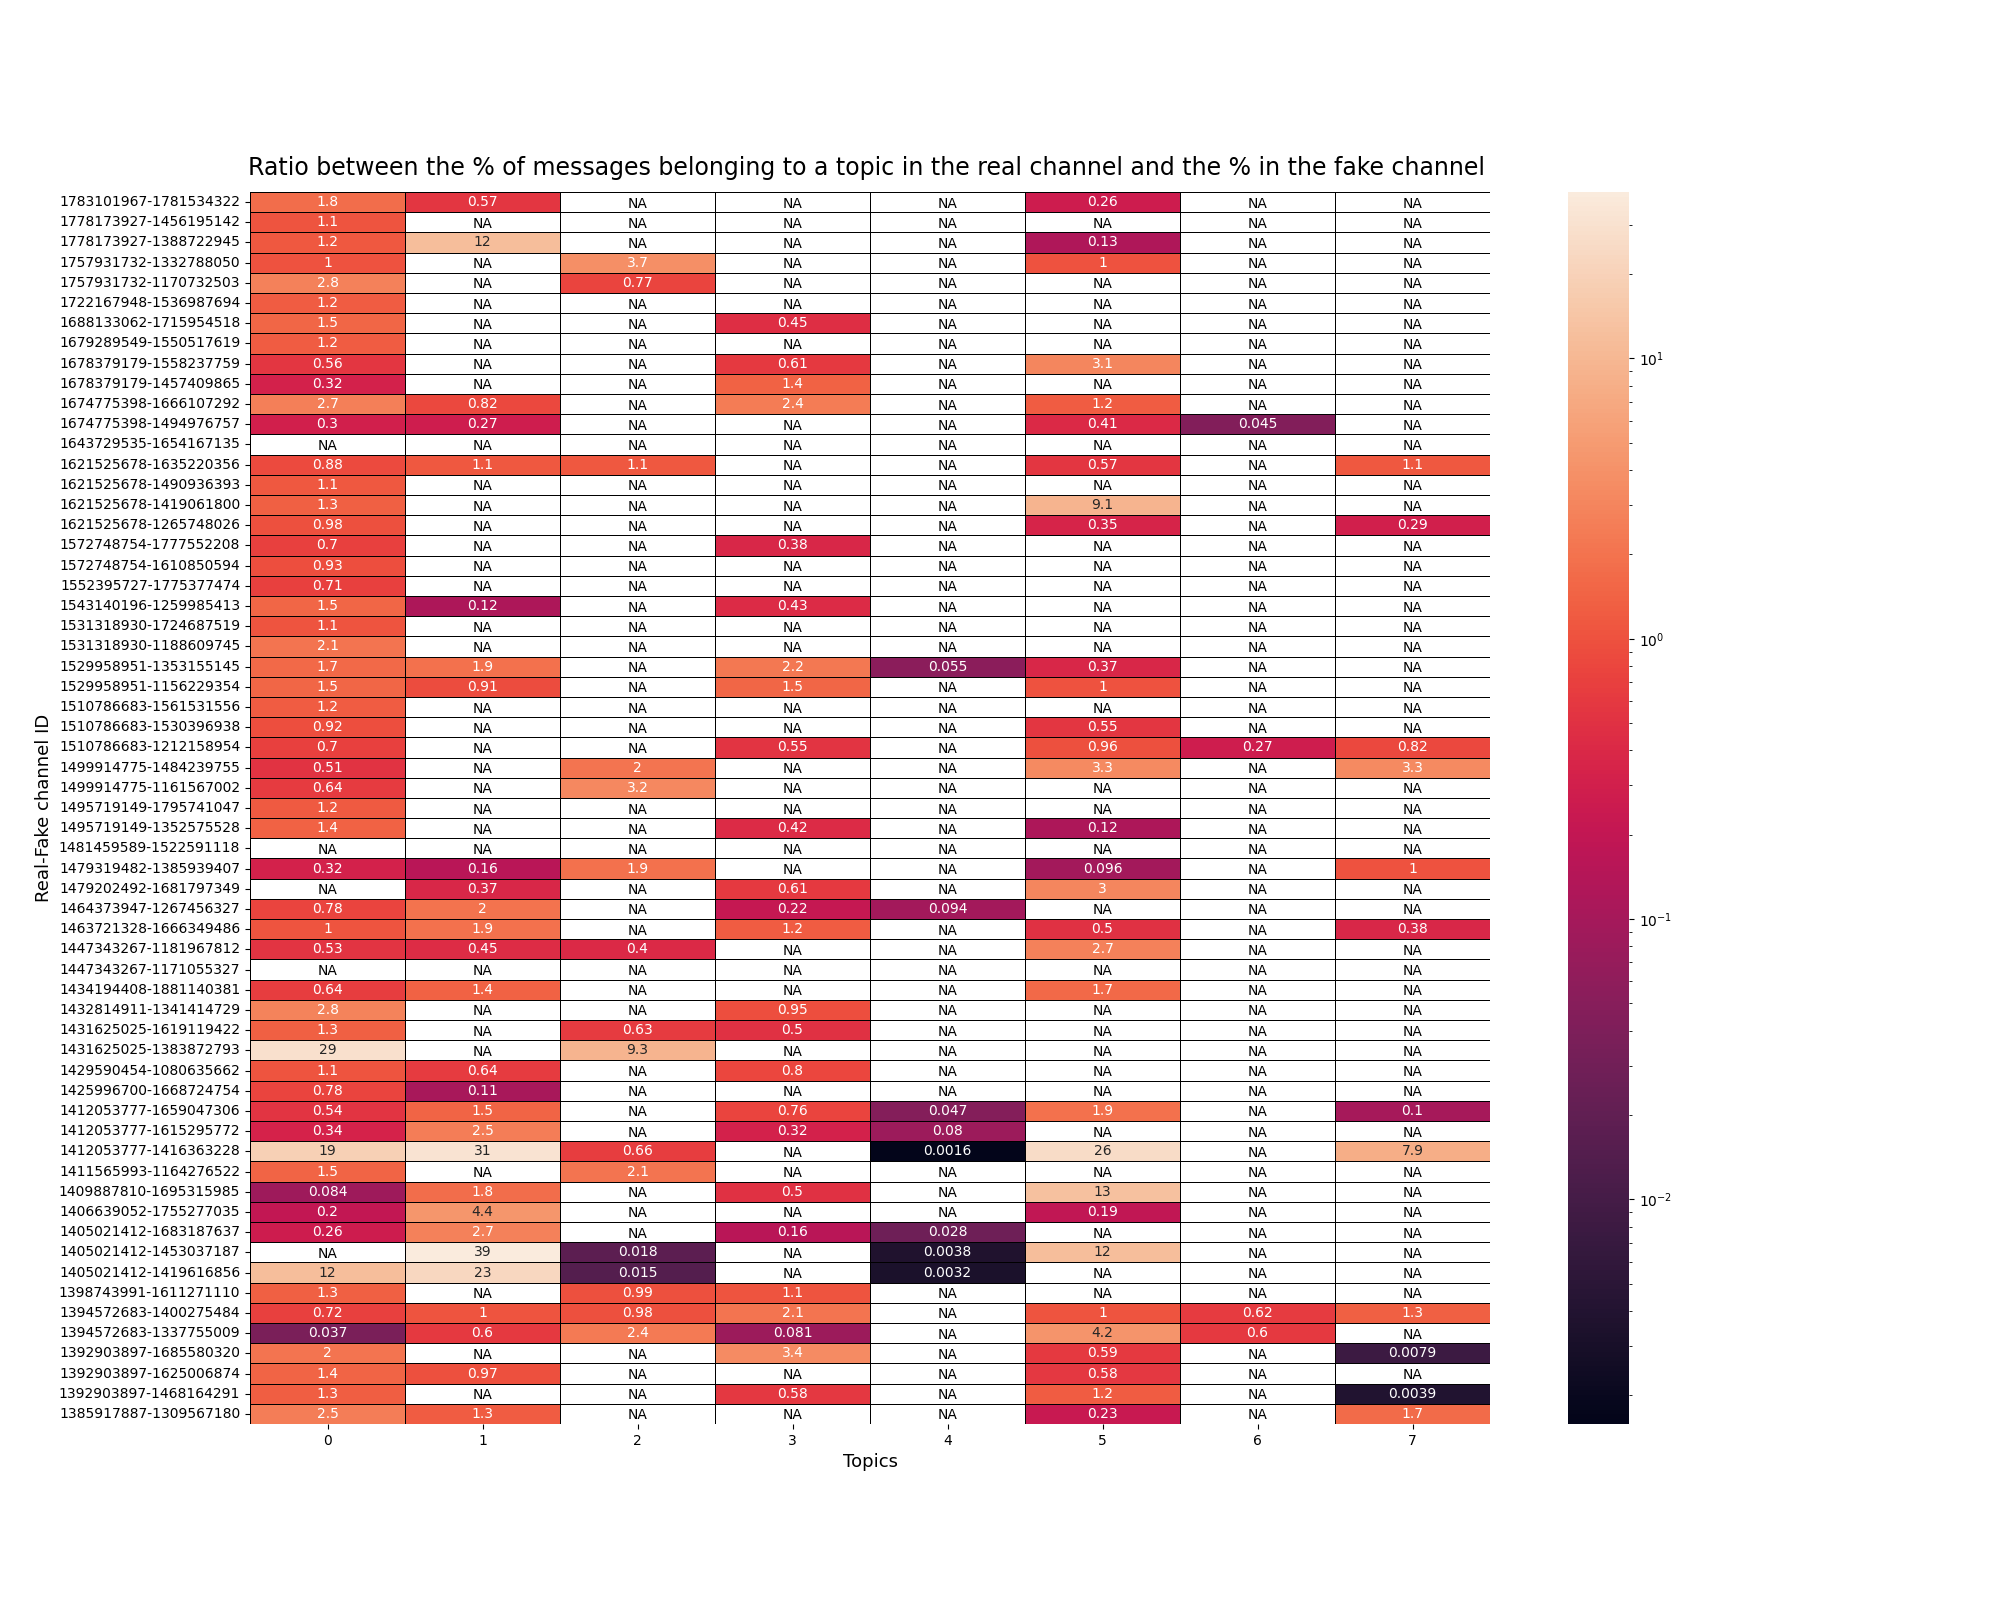 Ratio between the % of messages belonging to a topic in the real channel and the % in the fake channel
Real-Fake channel ID
1783101967-1781534322 1.8 0.57 NA NA NA 0.26 NA NA
1778173927-1456195142 1.1 NA NA NA NA NA NA NA
1778173927-1388722945 1.2 12 NA NA NA 0.13 NA NA
1757931732-1332788050 1 NA 3.7 NA NA 1 NA NA
1757931732-1170732503 2.8 NA 0.77 NA NA NA NA NA
1722167948-1536987694 1.2 NA NA NA NA NA NA NA
1688133062-1715954518 1.5 NA NA 0.45 NA NA NA NA
1679289549-1550517619 1.2 NA NA NA NA NA NA NA
1678379179-1558237759 0.56 NA NA 0.61 NA 3.1 NA NA
1678379179-1457409865 0.32 NA NA 1.4 NA NA NA NA
1674775398-1666107292 2.7 0.82 NA 2.4 NA 1.2 NA NA
1674775398-1494976757 0.3 0.27 NA NA NA 0.41 0.045 NA
1643729535-1654167135 NA NA NA NA NA NA NA NA
1621525678-1635220356 0.88 1.1 1.1 NA NA 0.57 NA 1.1
1621525678-1490936393 1.1 NA NA NA NA NA NA NA
1621525678-1419061800 1.3 NA NA NA NA 9.1 NA NA
1621525678-1265748026 0.98 NA NA NA NA 0.35 NA 0.29
1572748754-1777552208 0.7 NA NA 0.38 NA NA NA NA
1572748754-1610850594 0.93 NA NA NA NA NA NA NA
1552395727-1775377474 0.71 NA NA NA NA NA NA NA
1543140196-1259985413 1.5 0.12 NA 0.43 NA NA NA NA
1531318930-1724687519 1.1 NA NA NA NA NA NA NA
1531318930-1188609745 2.1 NA NA NA NA NA NA NA
1529958951-1353155145 1.7 1.9 NA 2.2 0.055 0.37 NA NA
1529958951-1156229354 1.5 0.91 NA 1.5 NA 1 NA NA
1510786683-1561531556 1.2 NA NA NA NA NA NA NA
1510786683-1530396938 0.92 NA NA NA NA 0.55 NA NA
1510786683-1212158954 0.7 NA NA 0.55 NA 0.96 0.27 0.82
1499914775-1484239755 0.51 NA 2 NA NA 3.3 NA 3.3
1499914775-1161567002 0.64 NA 3.2 NA NA NA NA NA
1495719149-1795741047 1.2 NA NA NA NA NA NA NA
1495719149-1352575528 1.4 NA NA 0.42 NA 0.12 NA NA
1481459589-1522591118 NA NA NA NA NA NA NA NA
1479319482-1385939407 0.32 0.16 1.9 NA NA 0.096 NA 1
1479202492-1681797349 NA 0.37 NA 0.61 NA 3 NA NA
1464373947-1267456327 0.78 2 NA 0.22 0.094 NA NA NA
1463721328-1666349486 1 1.9 NA 1.2 NA 0.5 NA 0.38
1447343267-1181967812 0.53 0.45 0.4 NA NA 2.7 NA NA
1447343267-1171055327 NA NA NA NA NA NA NA NA
1434194408-1881140381 0.64 1.4 NA NA NA 1.7 NA NA
1432814911-1341414729 2.8 NA NA 0.95 NA NA NA NA
1431625025-1619119422 1.3 NA 0.63 0.5 NA NA NA NA
1431625025-1383872793 29 NA 9.3 NA NA NA NA NA
1429590454-1080635662 1.1 0.64 NA 0.8 NA NA NA NA
1425996700-1668724754 0.78 0.11 NA NA NA NA NA NA
1412053777-1659047306 0.54 1.5 NA 0.76 0.047 1.9 NA 0.1
1412053777-1615295772 0.34 2.5 NA 0.32 0.08 NA NA NA
1412053777-1416363228 19 31 0.66 NA 0.0016 26 NA 7.9
1411565993-1164276522 1.5 NA 2.1 NA NA NA NA NA
1409887810-1695315985 0.084 1.8 NA 0.5 NA 13 NA NA
1406639052-1755277035 0.2 4.4 NA NA NA 0.19 NA NA
1405021412-1683187637 0.26 2.7 NA 0.16 0.028 NA NA NA
1405021412-1453037187 NA 39 0.018 NA 0.0038 12 NA NA
1405021412-1419616856 12 23 0.015 NA 0.0032 NA NA NA
1398743991-1611271110 1.3 NA 0.99 1.1 NA NA NA NA
1394572683-1400275484 0.72 1 0.98 2.1 NA 1 0.62 1.3
1394572683-1337755009 0.037 0.6 2.4 0.081 NA 4.2 0.6 NA
1392903897-1685580320 2 NA NA 3.4 NA 0.59 NA 0.0079
1392903897-1625006874 1.4 0.97 NA NA NA 0.58 NA NA
1392903897-1468164291 1.3 NA NA 0.58 NA 1.2 NA 0.0039
1385917887-1309567180 2.5 1.3 NA NA NA 0.23 NA 1.7
0 1 2 3 4 5 6 7
Topics
10¹
10⁰
10⁻¹
10⁻²